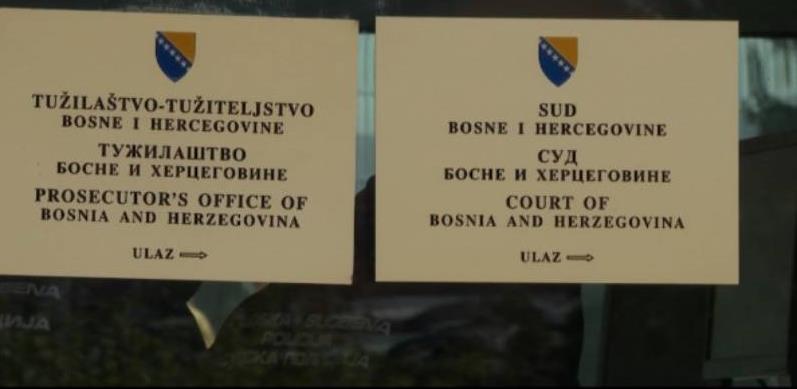 TUŽILAŠTVO-TUŽITELJSTVO
BOSNE I HERCEGOVINE
ТУЖИЛАШТВО
БОСНЕ И ХЕРЦЕГОВИНЕ
PROSECUTOR'S OFFICE OF
BOSNIA AND HERZEGOVINA
ULAZ ⇨
SUD
BOSNE I HERCEGOVINE
СУД
БОСНЕ И ХЕРЦЕГОВИНЕ
COURT OF
BOSNIA AND HERZEGOVINA
ULAZ ⇨
POLICIJA